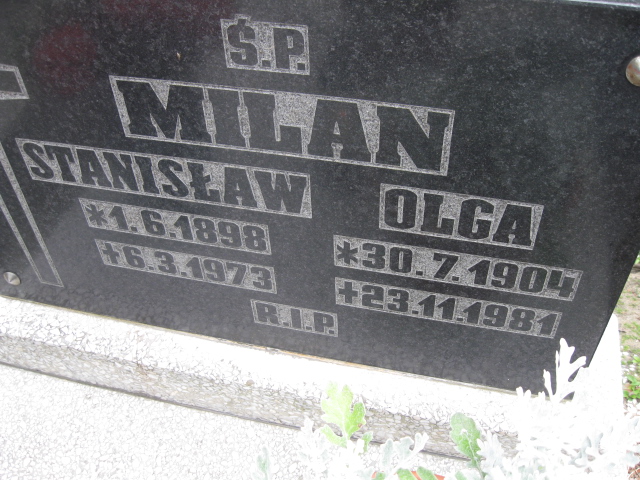 Ś.P.
MILAN
STANISŁAW
*1.6.1898
+6.3.1973
OLGA
*30.7.1904
+23.11.1981
R.I.P.